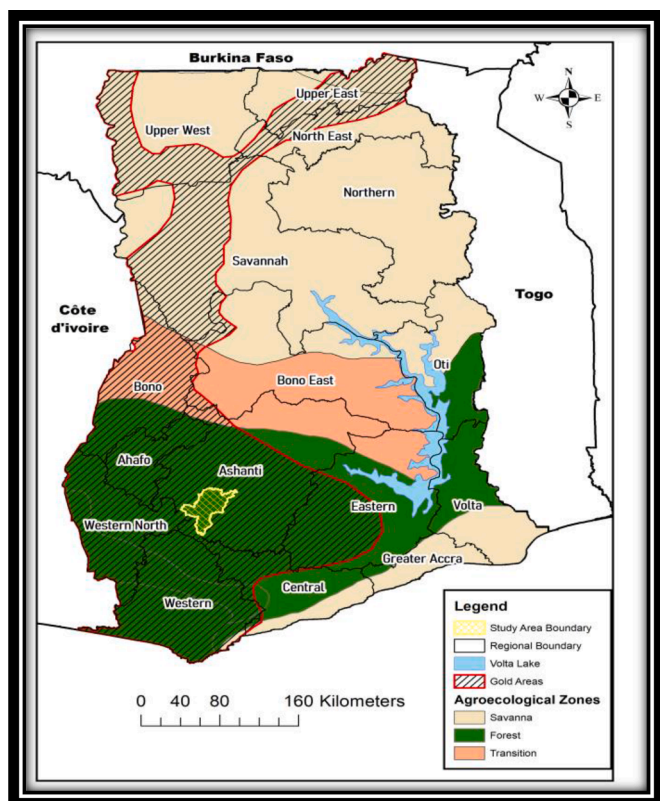 Burkina Faso
N
W
E
S
Upper East
Upper West
North East
Northern
Savannah
Côte
d'ivoire
Togo
Oti
Bono East
Bono
Ahafo
Ashanti
Eastern
Volta
Western North
Greater Accra
Central
Western
Legend
Study Area Boundary
Regional Boundary
Volta Lake
Gold Areas
Agroecological Zones
Savanna
Forest
Transition
0 40 80 160 Kilometers